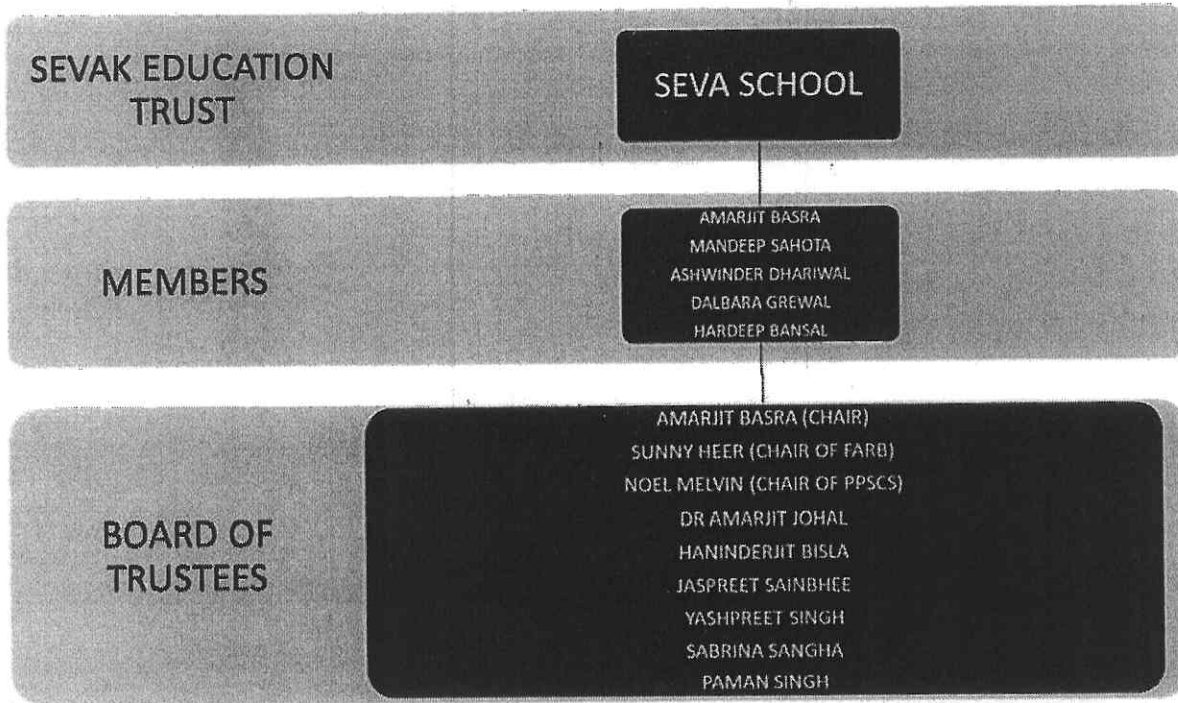 SEVAK EDUCATION
TRUST
SEVA SCHOOL
MEMBERS
AMARJIT BASRA
MANDEEP SAHOTA
ASHWINDER DHARIWAL
DALBARA GREWAL
HARDEEP BANSAL
BOARD OF
TRUSTEES
AMARJIT BASRA (CHAIR)
SUNNY HEER (CHAIR OF FARB)
NOEL MELVIN (CHAIR OF PPSCS)
DR AMARJIT JOHAL
HANINDERJIT BISLA
JASPREET SAINBHEE
YASHPREET SINGH
SABRINA SANGHA
PAMAN SINGH